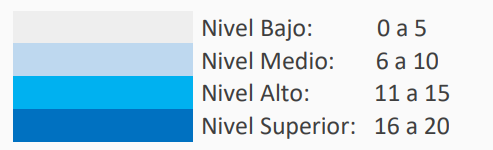 Nivel Bajo: 0 a 5
Nivel Medio: 6 a 10
Nivel Alto: 11 a 15
Nivel Superior: 16 a 20